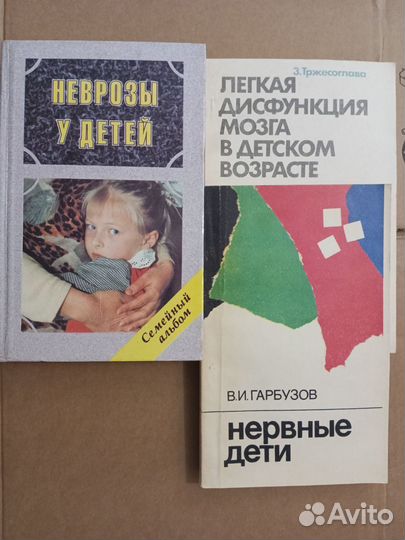 НЕВРОЗЫ
У ДЕТЕЙ
Семейный
альбом
З. Тржесоглава
ЛЕГКАЯ
ДИСФУНКЦИЯ
МОЗГА
В ДЕТСКОМ
ВОЗРАСТЕ
В.И.ГАРБУЗОВ
нервные
дети
Avito